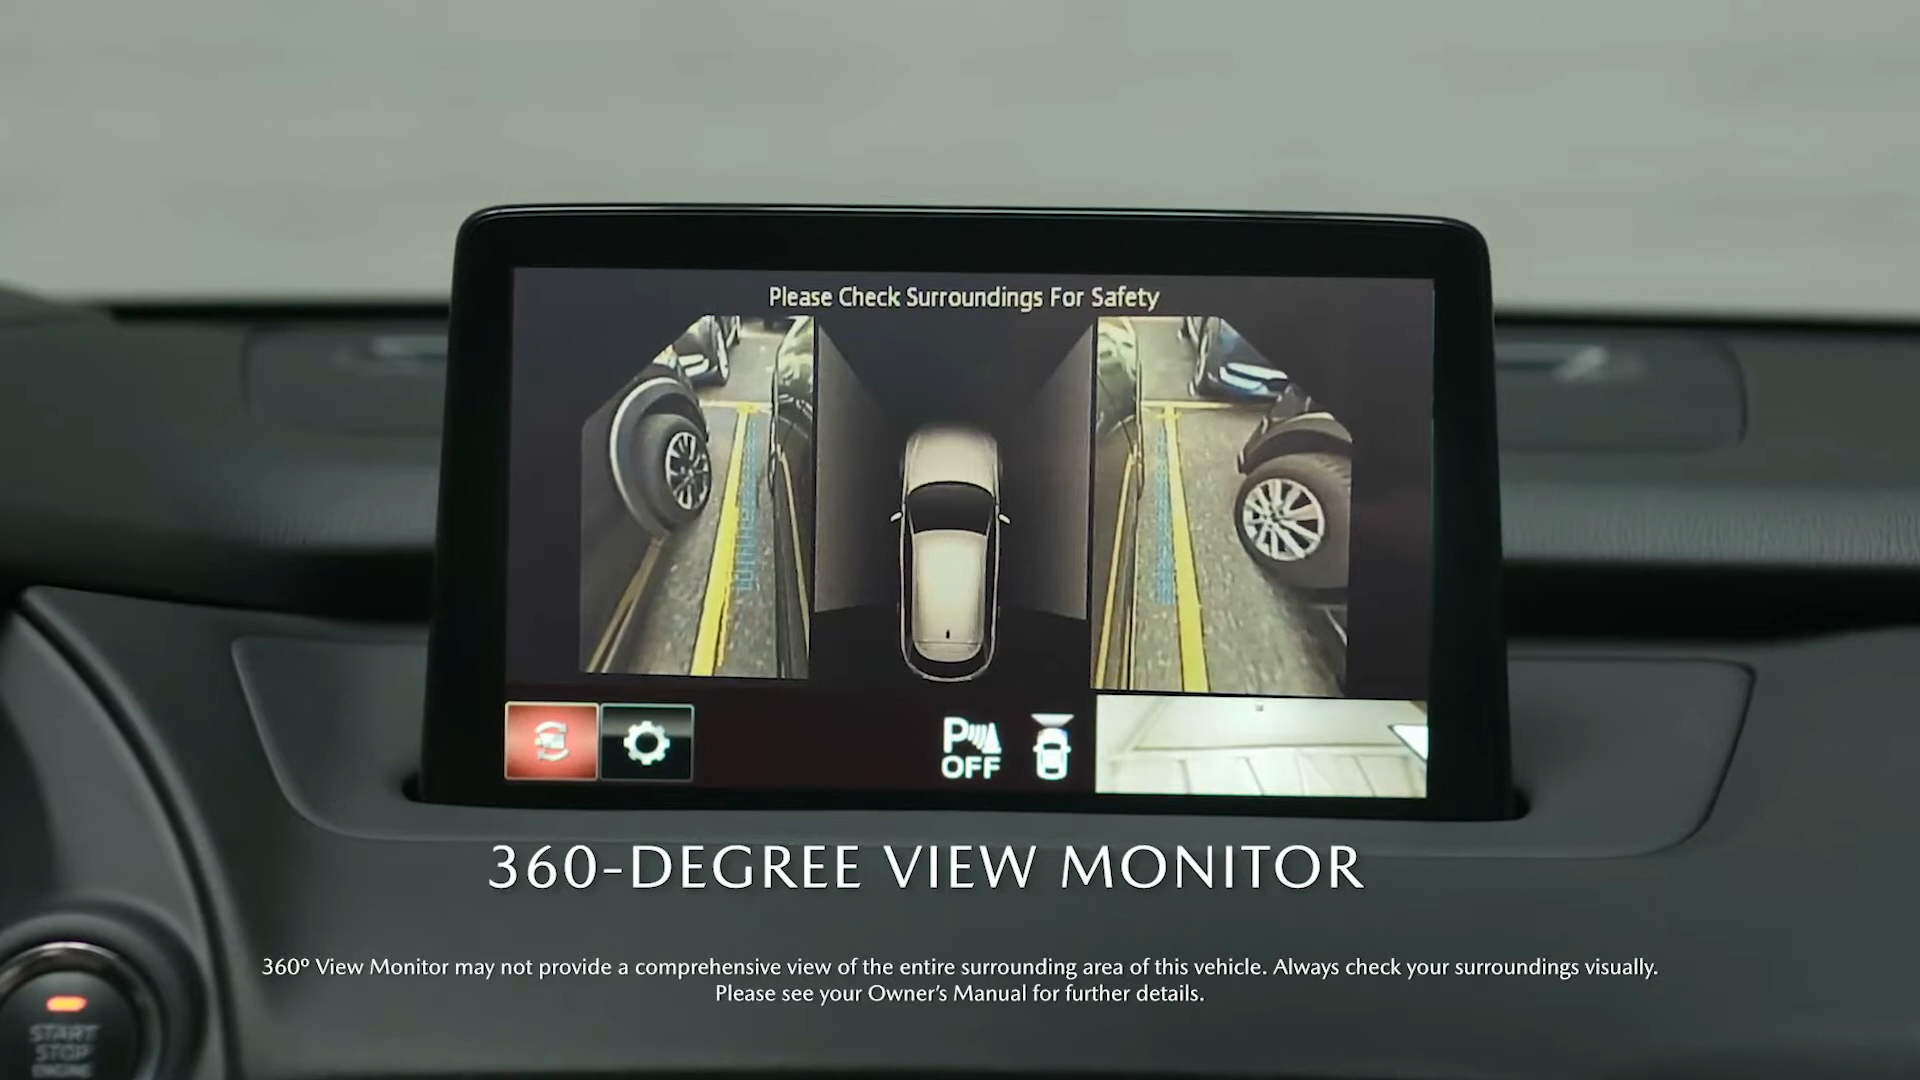 Please Check Surroundings For Safety
P
OFF
360-DEGREE VIEW MONITOR
360º View Monitor may not provide a comprehensive view of the entire surrounding area of this vehicle. Always check your surroundings visually.
Please see your Owner's Manual for further details.
START
STOP
ENGINE